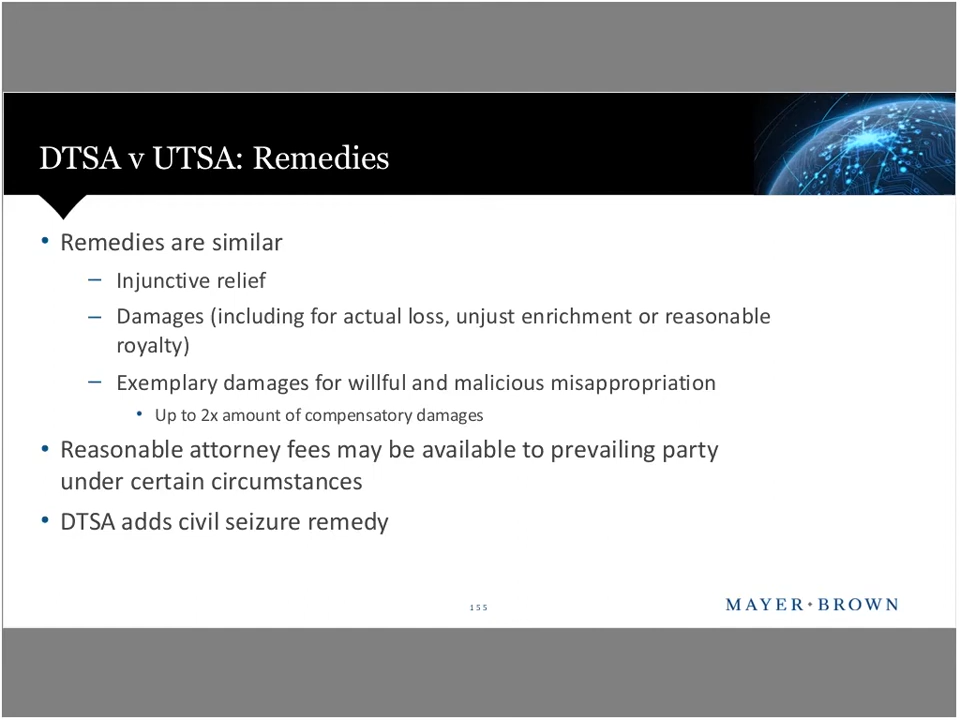 DTSA v UTSA: Remedies
• Remedies are similar
– Injunctive relief
– Damages (including for actual loss, unjust enrichment or reasonable
royalty)
– Exemplary damages for willful and malicious misappropriation
• Up to 2x amount of compensatory damages
• Reasonable attorney fees may be available to prevailing party
under certain circumstances
• DTSA adds civil seizure remedy
155
MAYER•BROWN